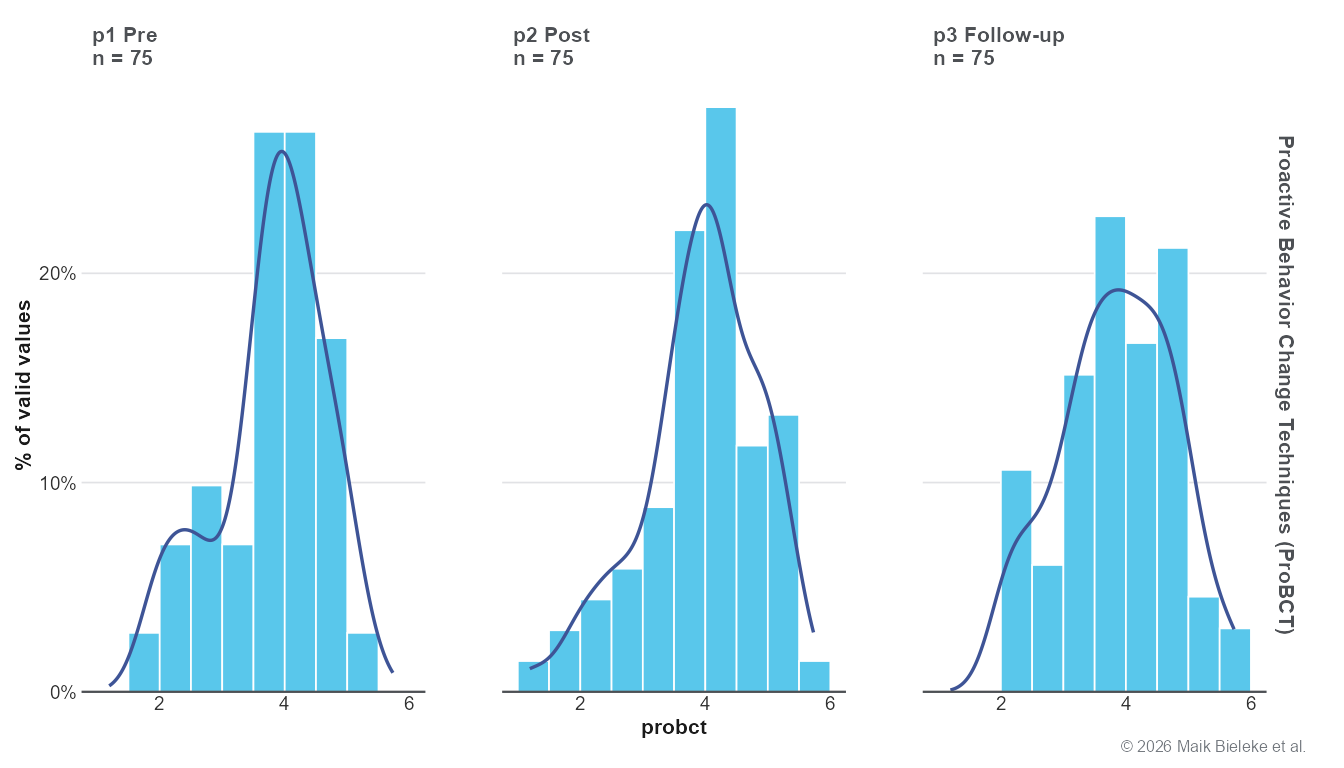 p1 Pre
n = 75
p2 Post
n = 75
p3 Follow-up
n = 75
% of valid values
20%
10%
0%
2
4
6
2
4
6
2
4
6
probct
Proactive Behavior Change Techniques (ProBCT)
© 2026 Maik Bieleke et al.